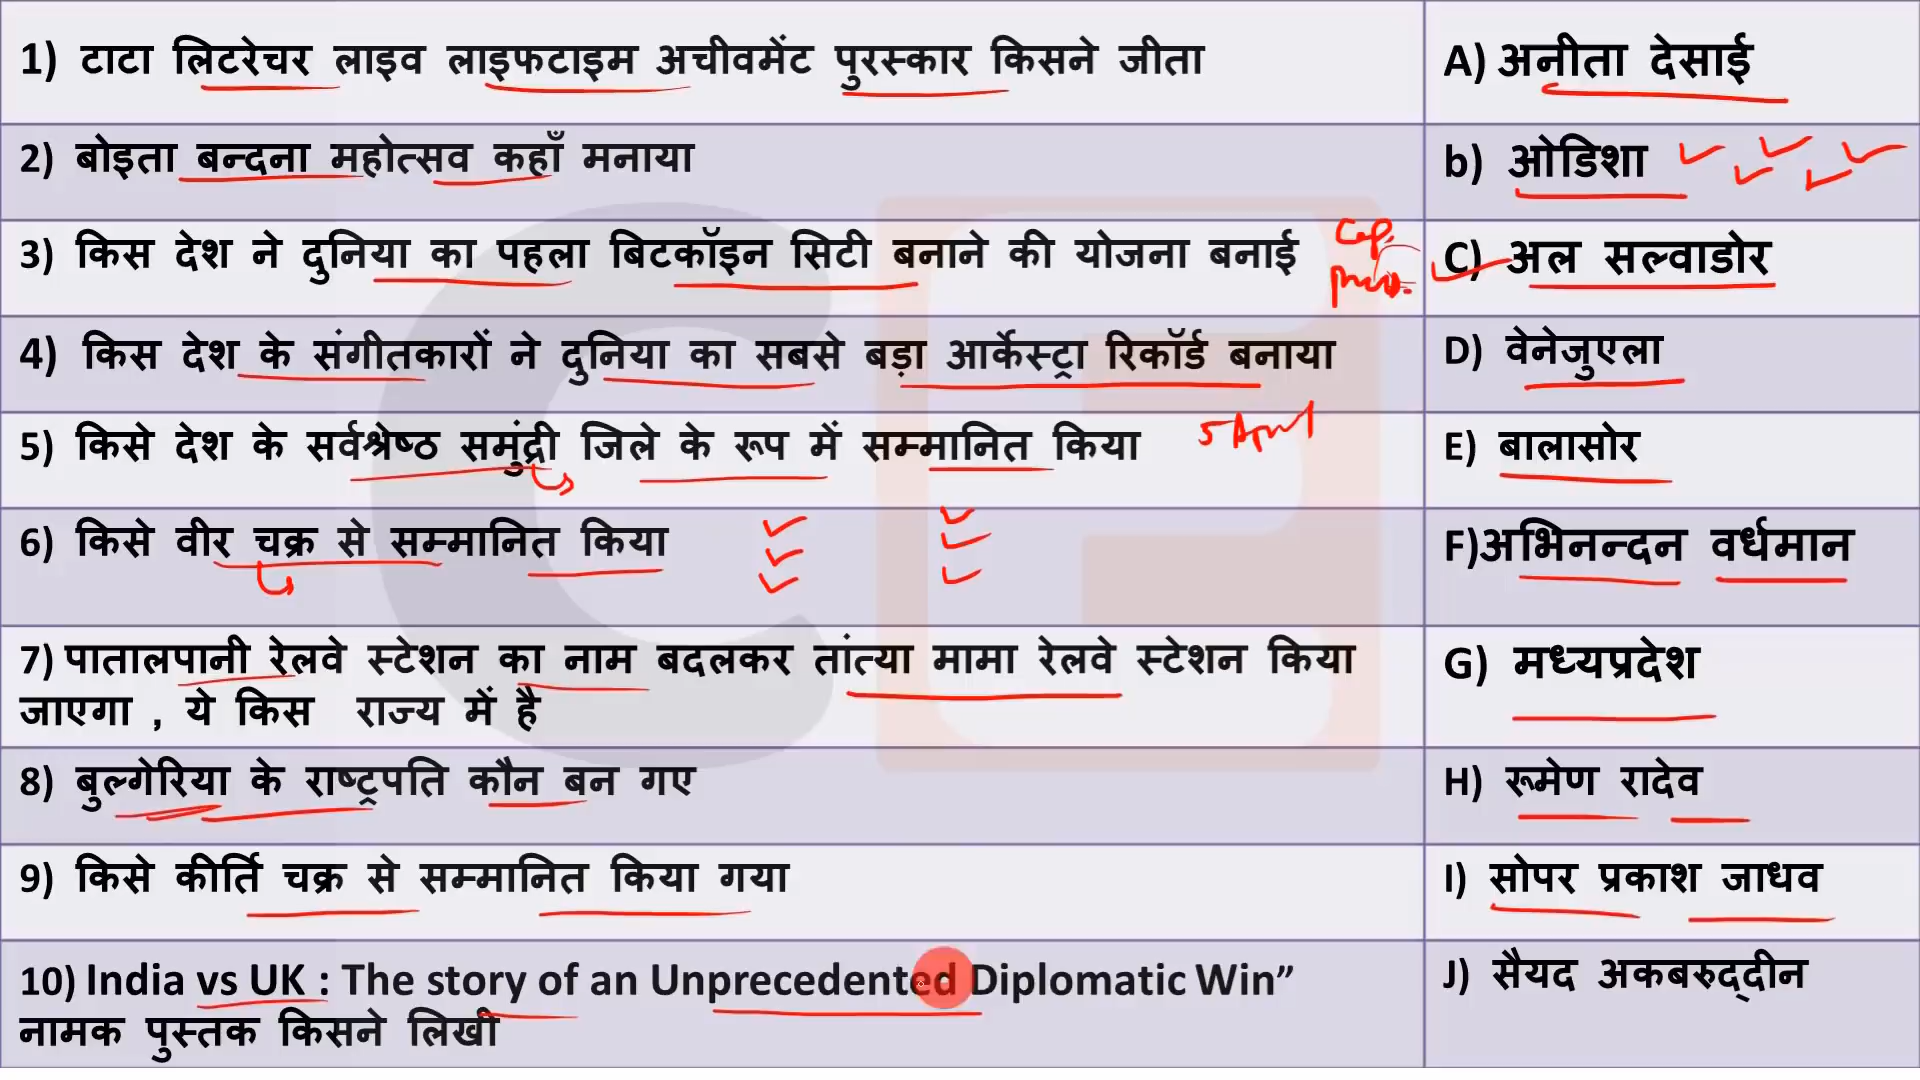 1) टाटा लिटरेचर लाइव लाइफटाइम अचीवमेंट पुरस्कार किसने जीता
A) अनीता देसाई
2) बोइता बन्दना महोत्सव कहाँ मनाया
b) ओडिशा
3) किस देश ने दुनिया का पहला बिटकॉइन सिटी बनाने की योजना बनाई
Cap.
C) अल सल्वाडोर
4) किस देश के संगीतकारों ने दुनिया का सबसे बड़ा आर्केस्ट्रा रिकॉर्ड बनाया
D) वेनेजुएला
5) किसे देश के सर्वश्रेष्ठ समुंद्री जिले के रूप में सम्मानित किया
5 April
E) बालासोर
6) किसे वीर चक्र से सम्मानित किया
F)अभिनन्दन वर्धमान
7) पातालपानी रेलवे स्टेशन का नाम बदलकर तांत्या मामा रेलवे स्टेशन किया
जाएगा , ये किस राज्य में है
G) मध्यप्रदेश
8) बुल्गेरिया के राष्ट्रपति कौन बन गए
H) रूमेण रादेव
9) किसे कीर्ति चक्र से सम्मानित किया गया
I) सोपर प्रकाश जाधव
10) India vs UK : The story of an Unprecedented Diplomatic Win”
नामक पुस्तक किसने लिखी
J) सैयद अकबरुद्दीन